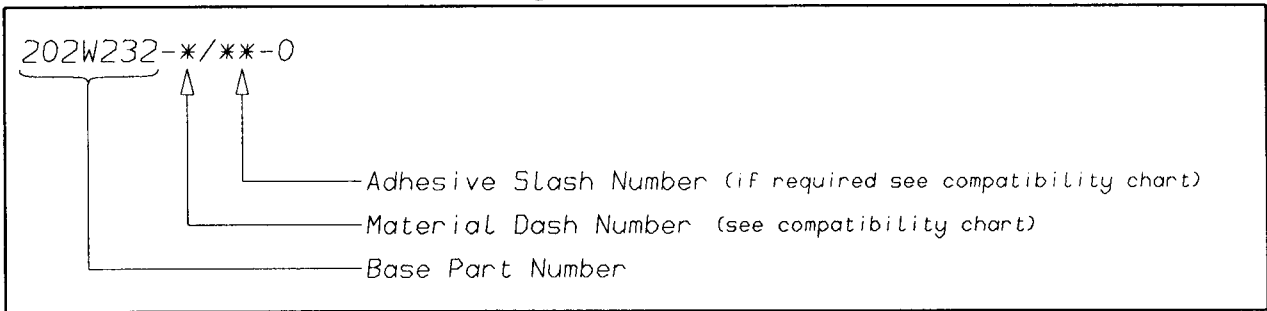 202W232-*/**-0
Adhesive Slash Number (if required see compatibility chart)
Material Dash Number (see compatibility chart)
Base Part Number